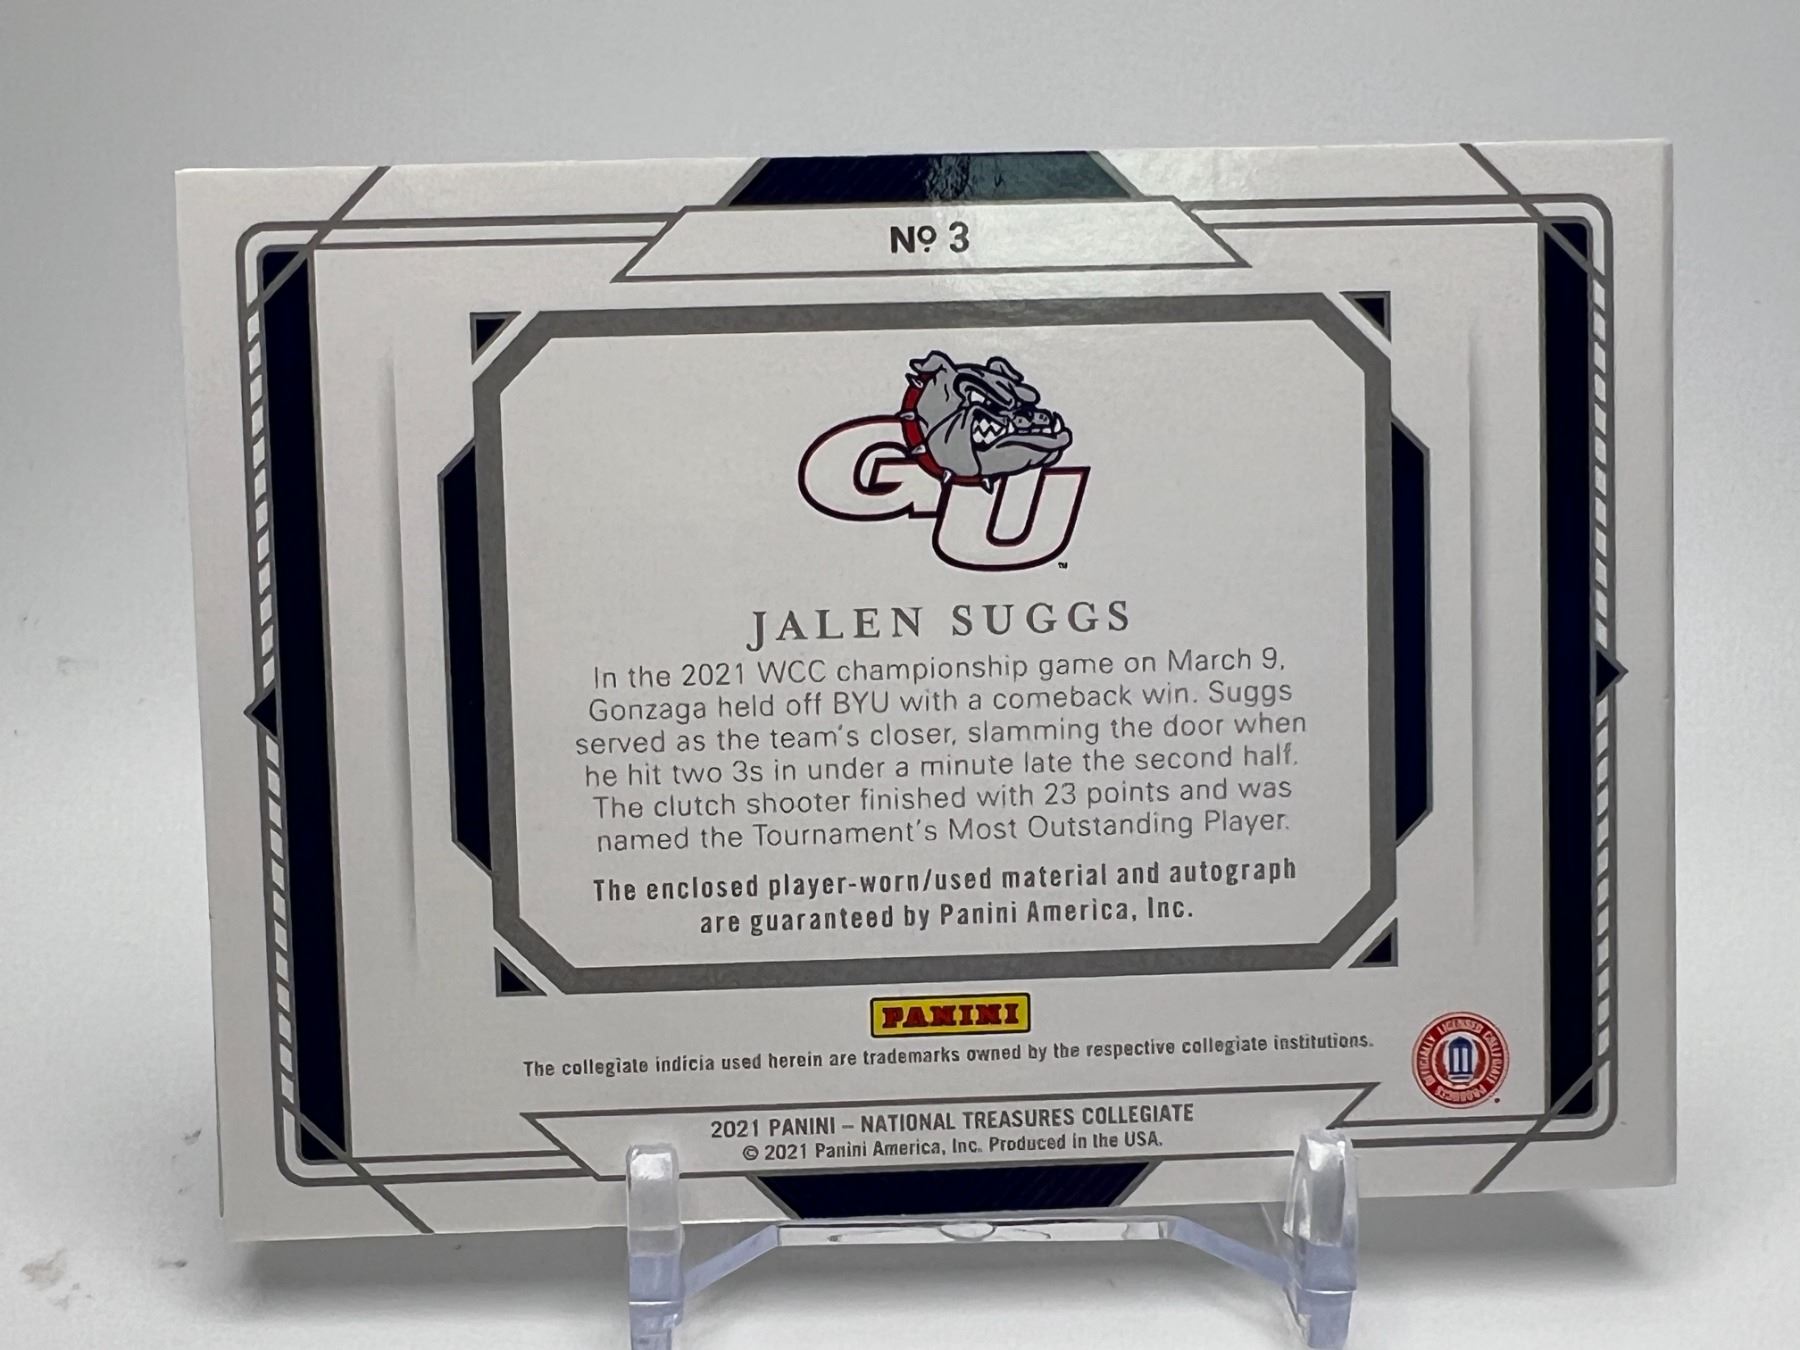 Nº 3
GU
TM
JALEN SUGGS
In the 2021 WCC championship game on March 9,
Gonzaga held off BYU with a comeback win. Suggs
served as the team's closer, slamming the door when
he hit two 3s in under a minute late the second half.
The clutch shooter finished with 23 points and was
named the Tournament's Most Outstanding Player.
The enclosed player-worn/used material and autograph
are guaranteed by Panini America, Inc.
PANINI
The collegiate indicia used herein are trademarks owned by the respective collegiate institutions.
OFFICIALLY LICENSED COLLEGIATE PRODUCTS
2021 PANINI – NATIONAL TREASURES COLLEGIATE
© 2021 Panini America, Inc. Produced in the USA.